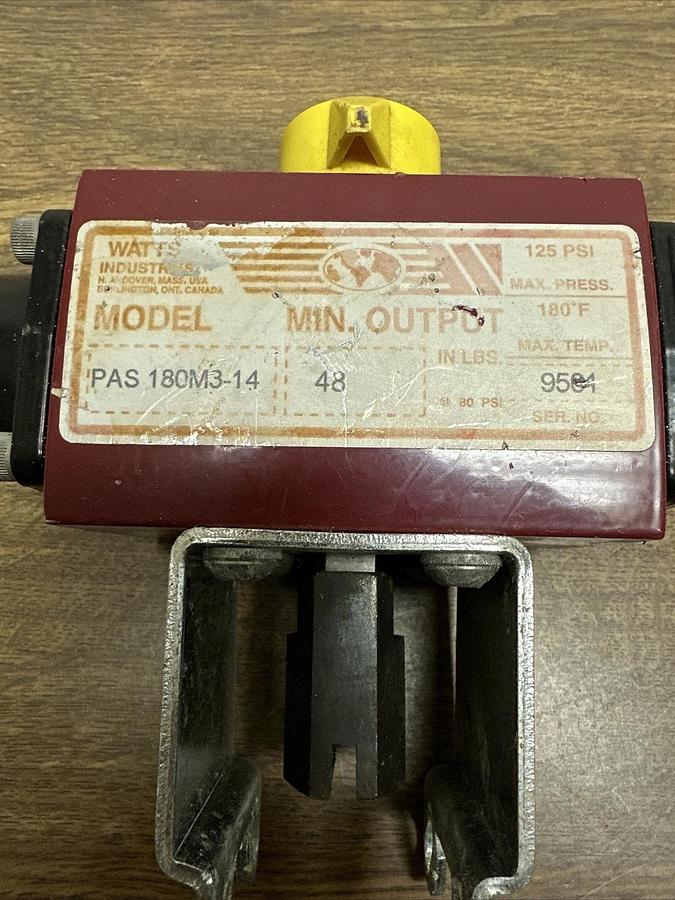 WATTS
INDUSTRIES
N. ANDOVER, MASS. USA
BURLINGTON, ONT. CANADA
125 PSI
MAX. PRESS.
MODEL
MIN. OUTPUT
180°F
MAX. TEMP.
PAS 180M3-14
48
IN LBS
@ 80 PSI
SER. NO.